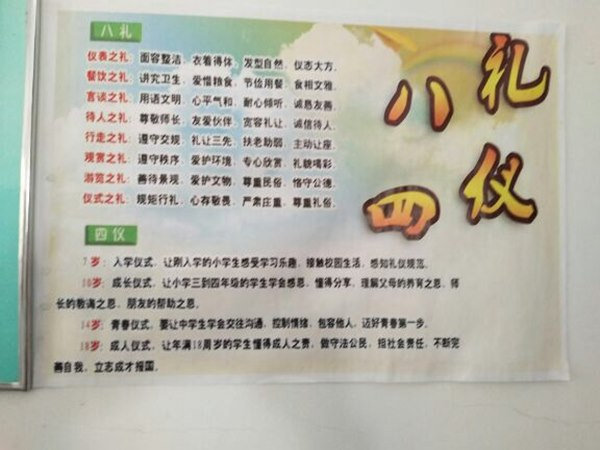 八礼
仪表之礼：面容整洁、衣着得体、发型自然、仪态大方。
餐饮之礼：讲究卫生、爱惜粮食、节俭用餐、食相文雅。
言谈之礼：用语文明、心平气和、耐心倾听、诚恳友善。
待人之礼：尊敬师长、友爱伙伴、宽容礼让、诚信待人。
行走之礼：遵守交规、礼让三先、扶老助弱、主动让座。
观赏之礼：遵守秩序、爱护环境、专心欣赏、礼貌喝彩。
游览之礼：善待景观、爱护文物、尊重民俗、恪守公德。
仪式之礼：规矩行礼、心存敬畏、严肃庄重、尊重礼俗。
四仪
7岁：入学仪式，让刚入学的小学生感受学习乐趣，接触校园生活，感知礼仪规范。
10岁：成长仪式，让小学三到四年级的学生学会感恩，懂得分享，理解父母的养育之恩、师
长的教诲之恩、朋友的帮助之恩。
14岁：青春仪式，要让中学生学会交往沟通，控制情绪，包容他人，迈好青春第一步。
18岁：成人仪式，让年满18周岁的学生懂得成人之责，做守法公民，担社会责任，不断完
善自我，立志成才报国。
八礼
四仪